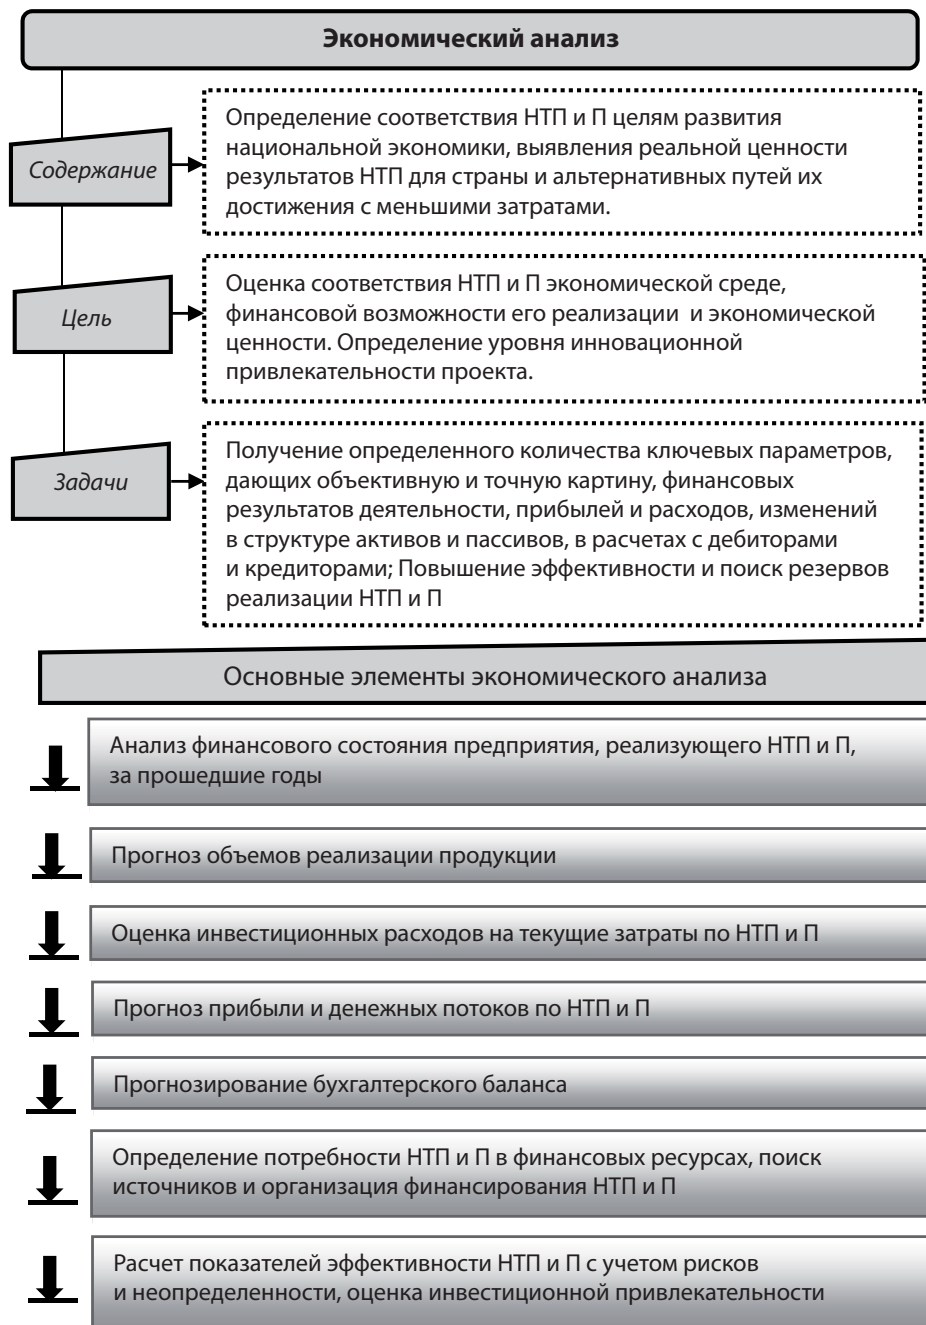 Экономический анализ
Содержание
Определение соответствия НТП и П целям развития
национальной экономики, выявления реальной ценности
результатов НТП для страны и альтернативных путей их
достижения с меньшими затратами.
Цель
Оценка соответствия НТП и П экономической среде,
финансовой возможности его реализации и экономической
ценности. Определение уровня инновационной
привлекательности проекта.
Задачи
Получение определенного количества ключевых параметров,
дающих объективную и точную картину, финансовых
результатов деятельности, прибылей и расходов, изменений
в структуре активов и пассивов, в расчетах с дебиторами
и кредиторами; Повышение эффективности и поиск резервов
реализации НТП и П
Основные элементы экономического анализа
Анализ финансового состояния предприятия, реализующего НТП и П,
за прошедшие годы
Прогноз объемов реализации продукции
Оценка инвестиционных расходов на текущие затраты по НТП и П
Прогноз прибыли и денежных потоков по НТП и П
Прогнозирование бухгалтерского баланса
Определение потребности НТП и П в финансовых ресурсах, поиск
источников и организация финансирования НТП и П
Расчет показателей эффективности НТП и П с учетом рисков
и неопределенности, оценка инвестиционной привлекательности